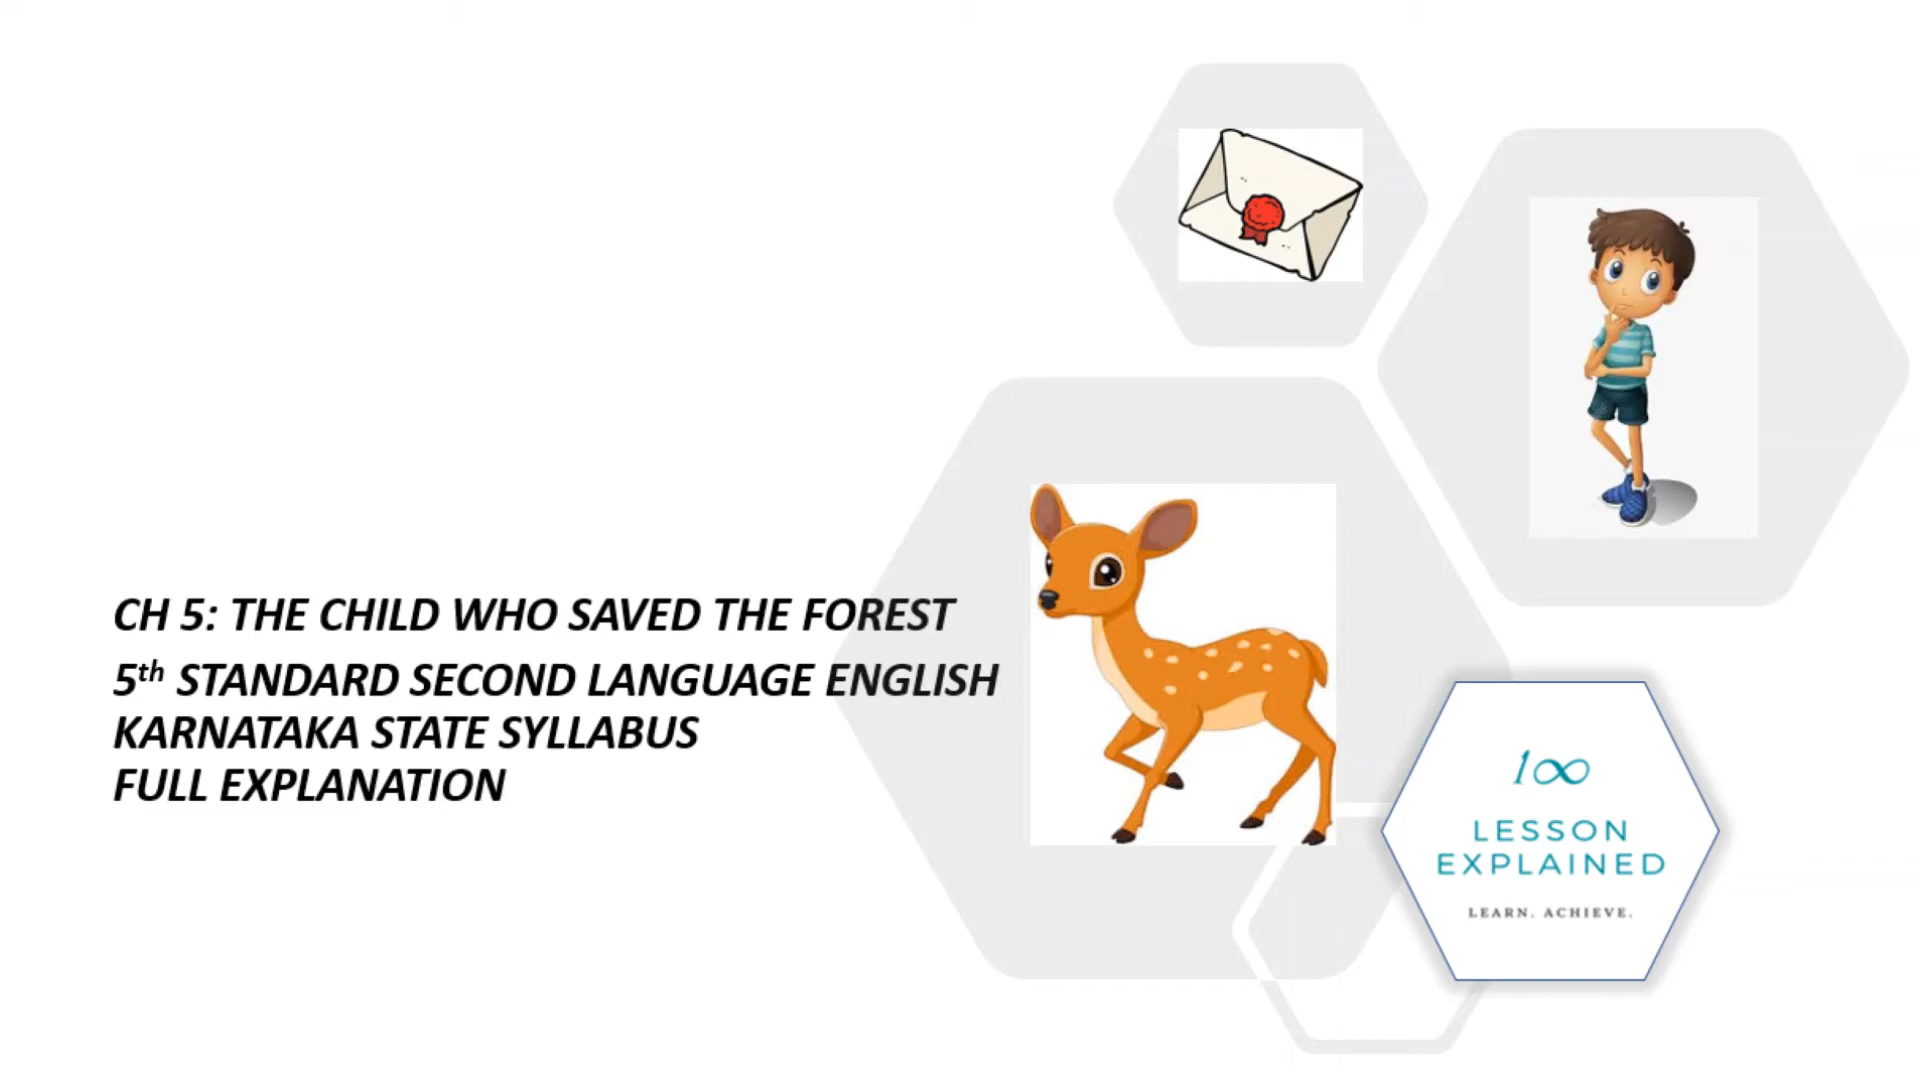 CH 5: THE CHILD WHO SAVED THE FOREST
5th STANDARD SECOND LANGUAGE ENGLISH
KARNATAKA STATE SYLLABUS
FULL EXPLANATION
1∞
LESSON
EXPLAINED
LEARN. ACHIEVE.